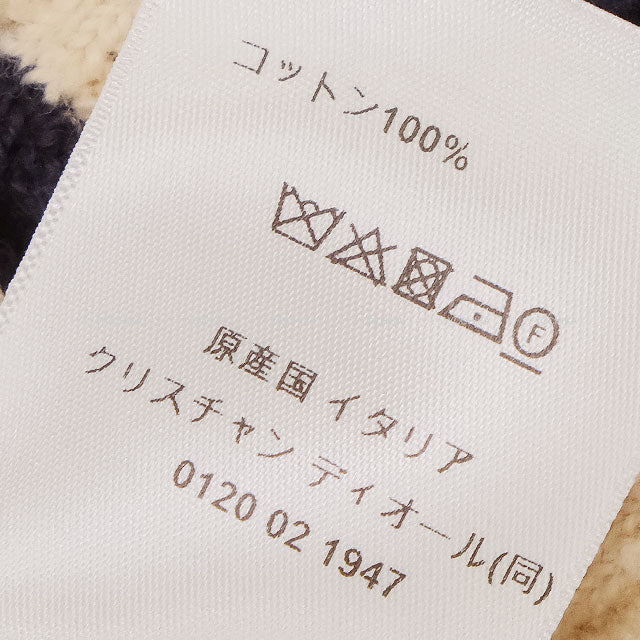 コットン100%
F
原産国 イタリア
クリスチャン ディオール(同)
0120 02 1947